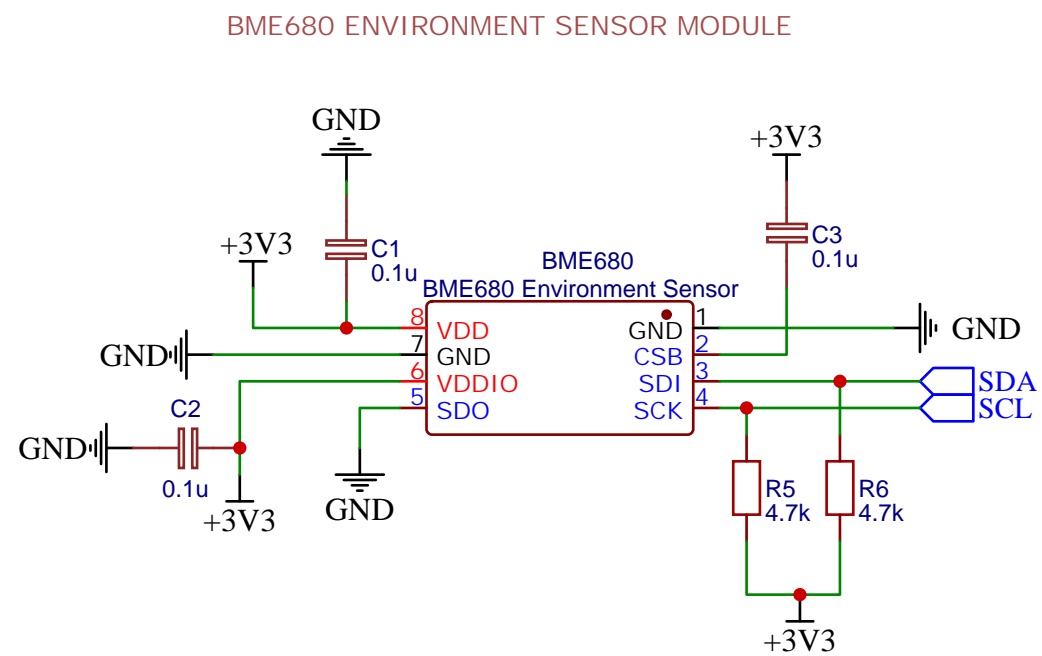 BME680 ENVIRONMENT SENSOR MODULE
GND
+3V3
+3V3
C1
0.1u
C3
0.1u
BME680
BME680 Environment Sensor
8
VDD
GND
1
GND
GND
7
GND
CSB
2
6
VDDIO
SDI
3
SDA
5
SDO
SCK
4
SCL
C2
GND
0.1u
+3V3
GND
R5
4.7k
R6
4.7k
+3V3